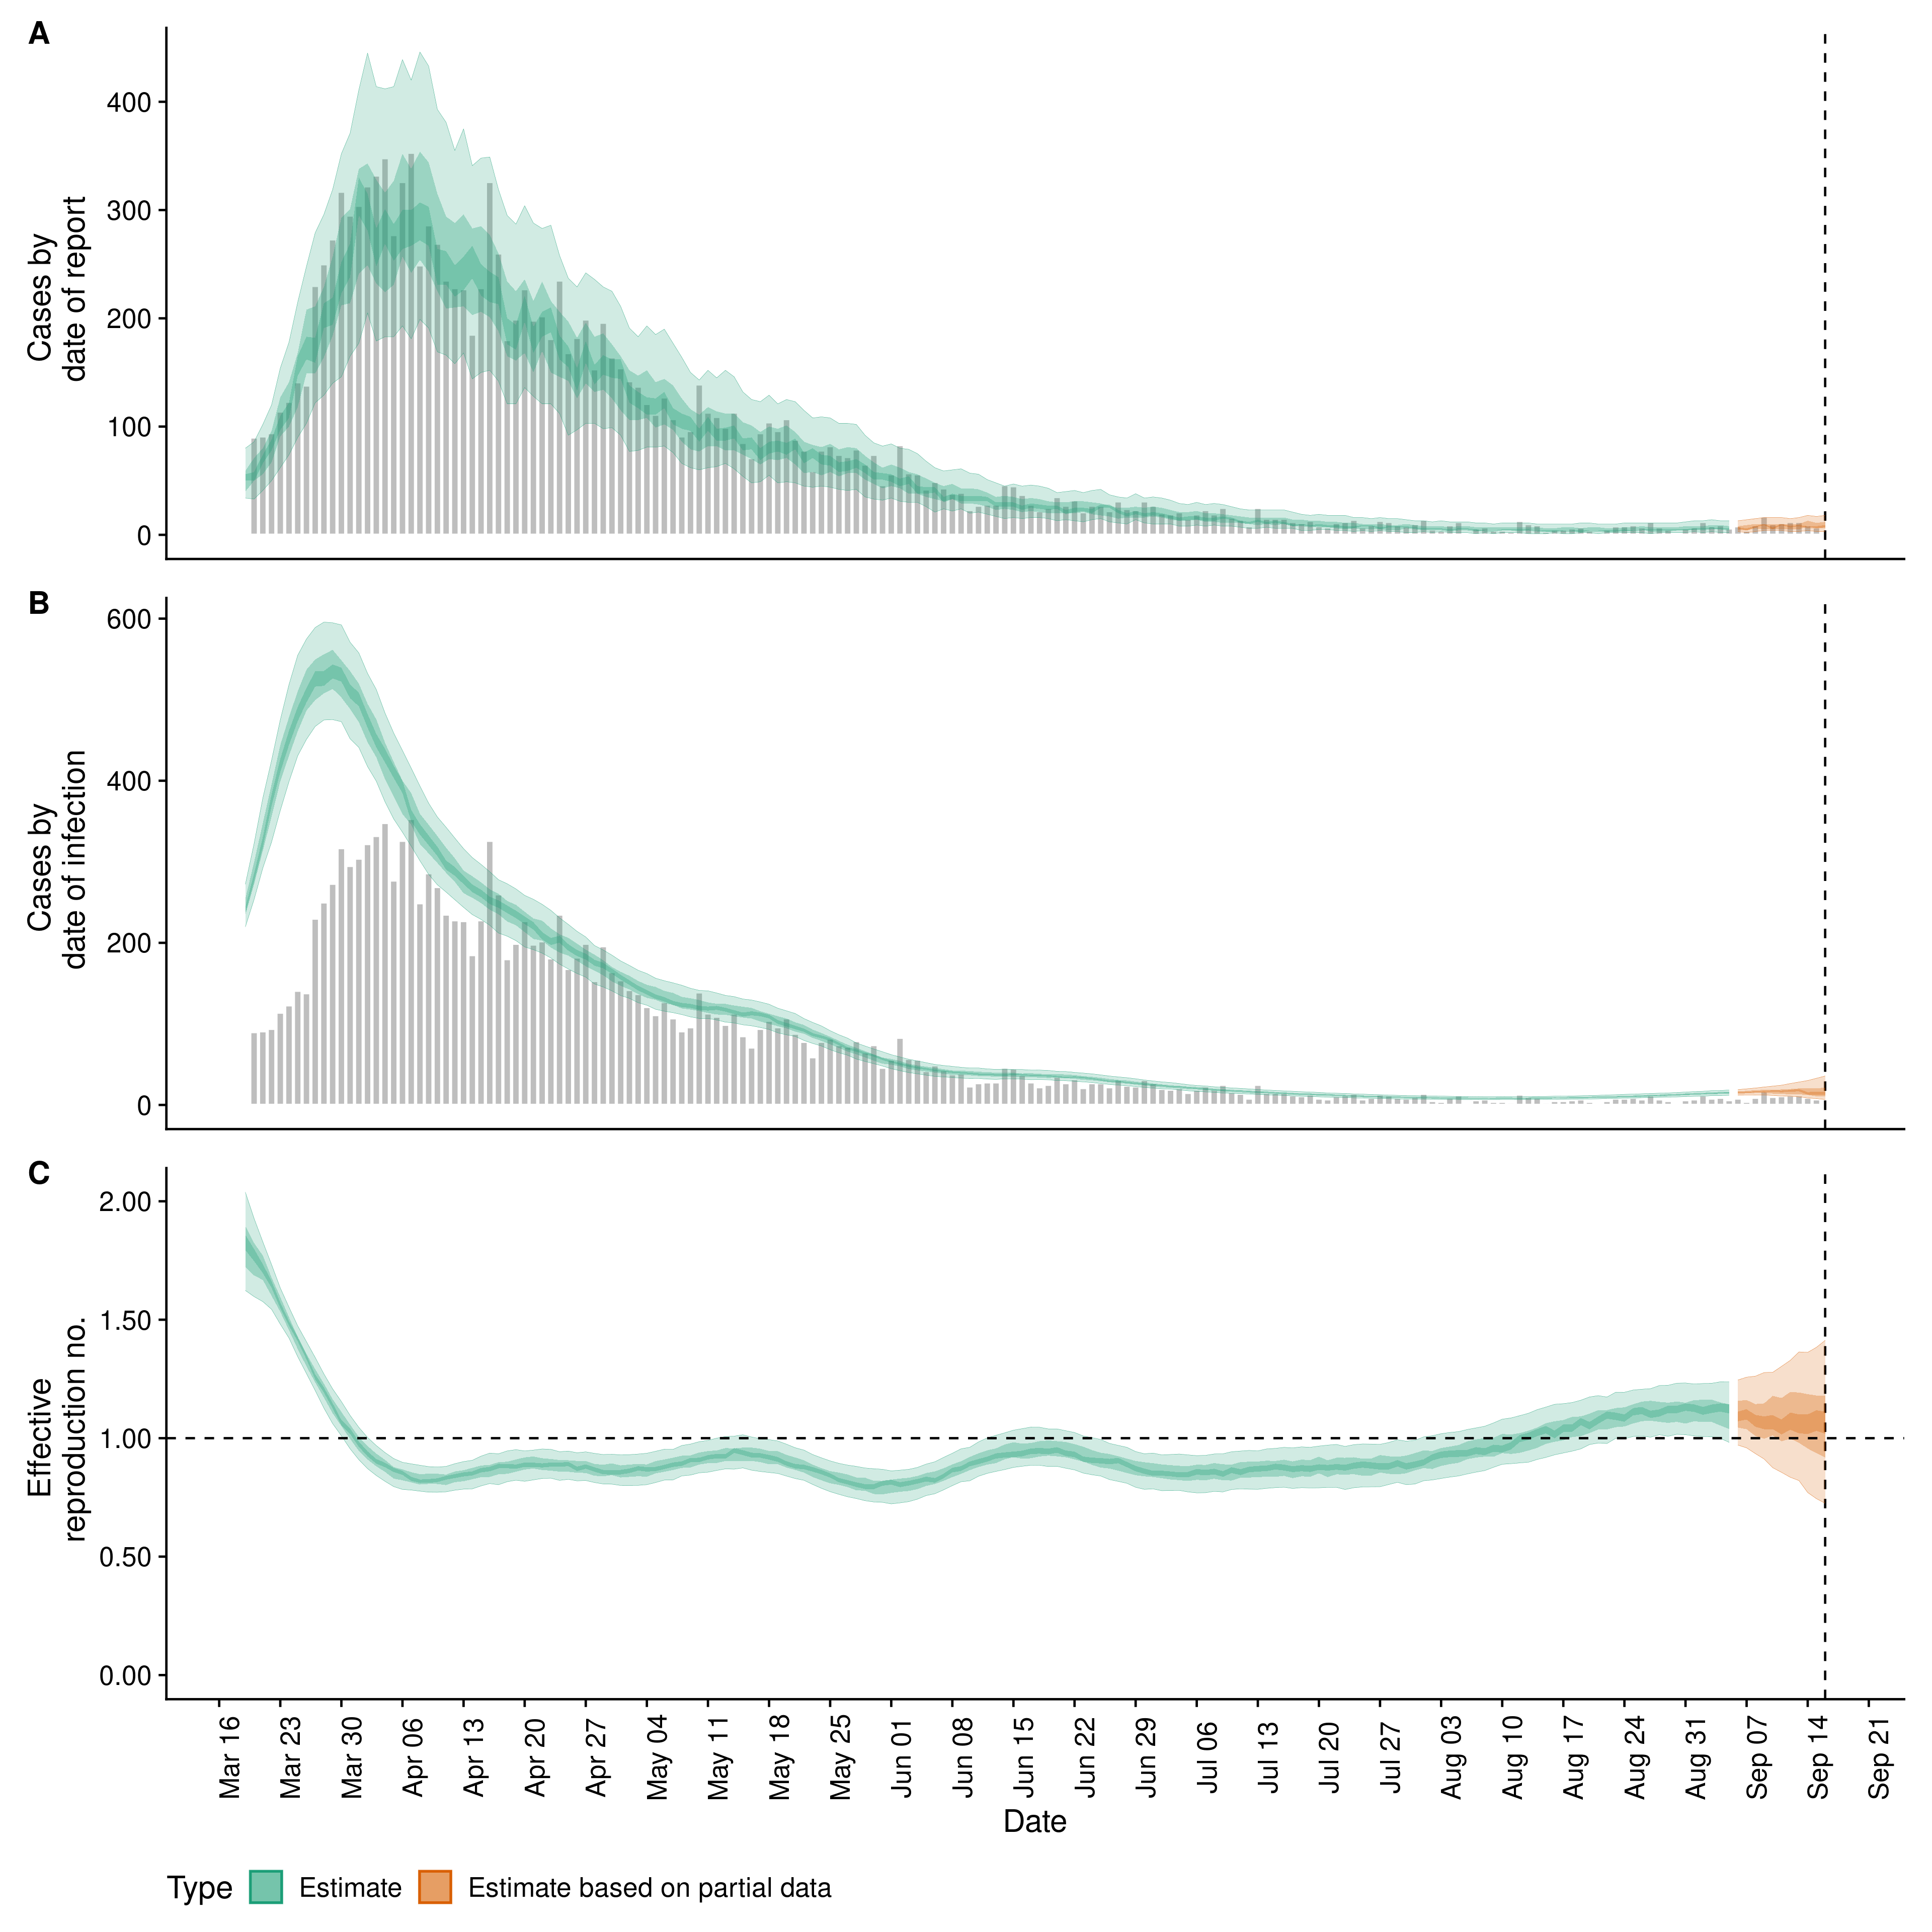 A
Cases by
date of report
400
300
200
100
0
B
Cases by
date of infection
600
400
200
0
C
Effective
reproduction no.
2.00
1.50
1.00
0.50
0.00
Mar 16
Mar 23
Mar 30
Apr 06
Apr 13
Apr 20
Apr 27
May 04
May 11
May 18
May 25
Jun 01
Jun 08
Jun 15
Jun 22
Jun 29
Jul 06
Jul 13
Jul 20
Jul 27
Aug 03
Aug 10
Aug 17
Aug 24
Aug 31
Sep 07
Sep 14
Sep 21
Date
Type Estimate Estimate based on partial data